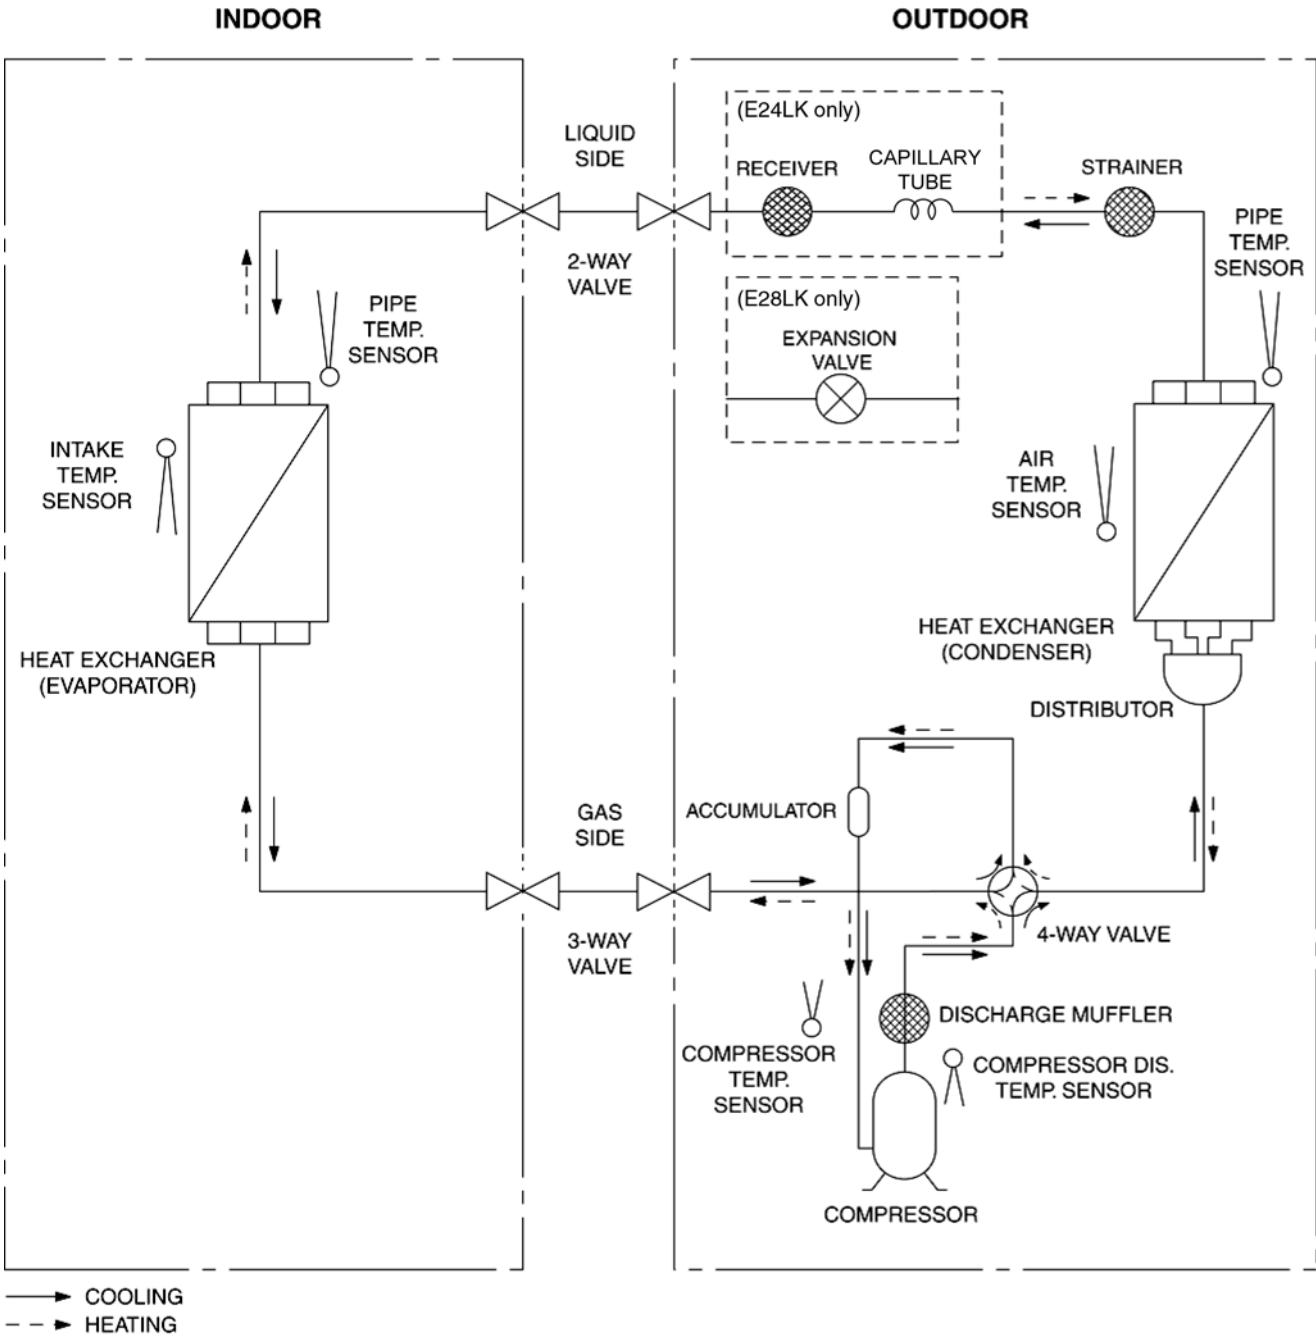 INDOOR
OUTDOOR
(E24LK only)
LIQUID
SIDE
RECEIVER
CAPILLARY
TUBE
STRAINER
PIPE
TEMP.
SENSOR
2-WAY
VALVE
(E28LK only)
EXPANSION
VALVE
PIPE
TEMP.
SENSOR
INTAKE
TEMP.
SENSOR
AIR
TEMP.
SENSOR
HEAT EXCHANGER
(EVAPORATOR)
HEAT EXCHANGER
(CONDENSER)
DISTRIBUTOR
GAS
SIDE
ACCUMULATOR
3-WAY
VALVE
4-WAY VALVE
DISCHARGE MUFFLER
COMPRESSOR
TEMP.
SENSOR
COMPRESSOR DIS.
TEMP. SENSOR
COMPRESSOR
COOLING
HEATING